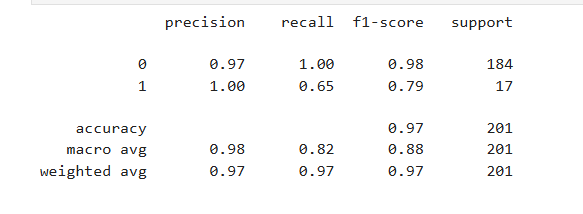 precision recall f1-score support
0 0.97 1.00 0.98 184
1 1.00 0.65 0.79 17
accuracy 0.97 201
macro avg 0.98 0.82 0.88 201
weighted avg 0.97 0.97 0.97 201